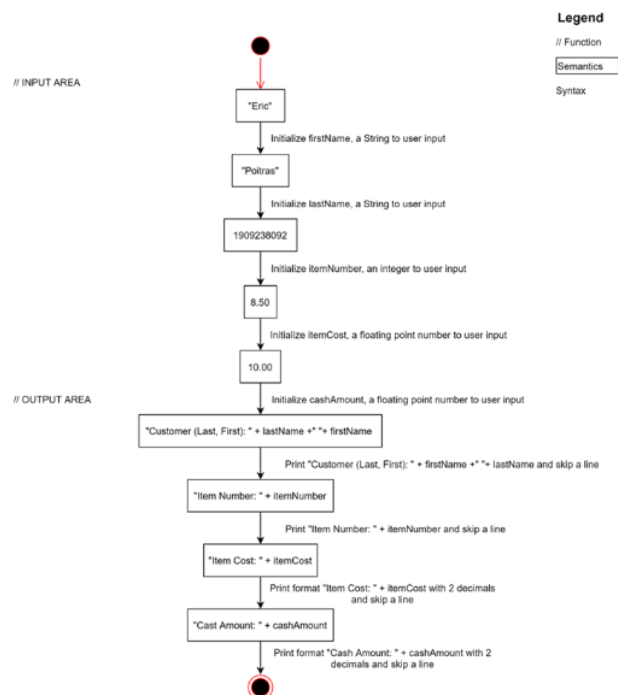 Legend
// Function
Semantics
Syntax
// INPUT AREA
"Eric"
Initialize firstName, a String to user input
"Poitras"
Initialize lastName, a String to user input
1909238092
Initialize itemNumber, an integer to user input
8.50
Initialize itemCost, a floating point number to user input
10.00
// OUTPUT AREA
Initialize cashAmount, a floating point number to user input
"Customer (Last, First): " + lastName +" "+ firstName
Print "Customer (Last, First): " + firstName +" "+ lastName and skip a line
"Item Number: " + itemNumber
Print "Item Number: " + itemNumber and skip a line
"Item Cost: " + itemCost
Print format "Item Cost: " + itemCost with 2 decimals
and skip a line
"Cast Amount: " + cashAmount
Print format "Cash Amount: " + cashAmount with 2
decimals and skip a line